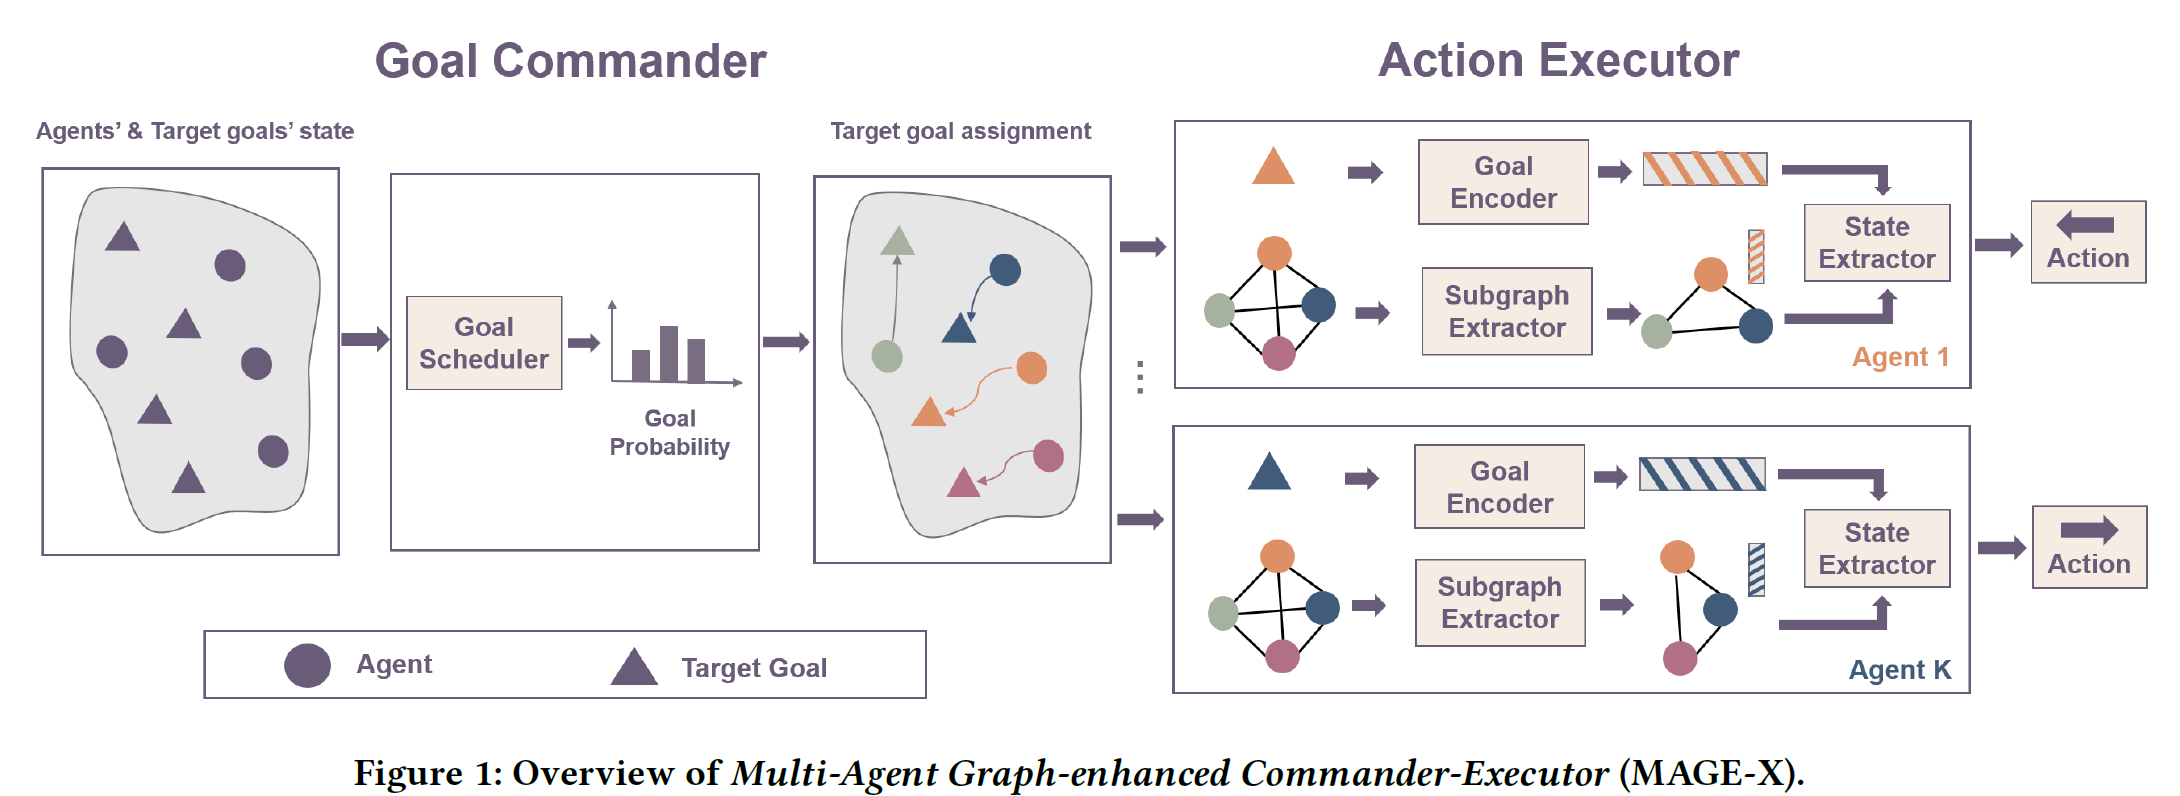 Goal Commander
Action Executor
Agents' & Target goals' state
Target goal assignment
Goal
Scheduler
Goal
Probability
Goal
Encoder
Subgraph
Extractor
State
Extractor
Action
Agent 1
⋮
Goal
Encoder
Subgraph
Extractor
State
Extractor
Action
Agent K
Agent
Target Goal
Figure 1: Overview of Multi-Agent Graph-enhanced Commander-Executor (MAGE-X).